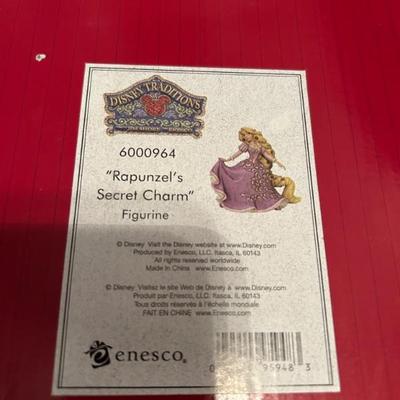 DISNEY TRADITIONS
6000964
"Rapunzel's
Secret Charm"
Figurine
© Disney Visit the Disney website at www.Disney.com
Produced by Enesco, LLC. Itasca, IL 60143
All rights reserved worldwide
Made In China www.Enesco.com
© Disney. Visitez le site Web de Disney à www.Disney.com
Produit par Enesco, LLC. Itasca, IL 60143
Tous droits réservés à l'échelle mondiale
FAIT EN CHINE www.Enesco.com
enesco®
0 95948 3